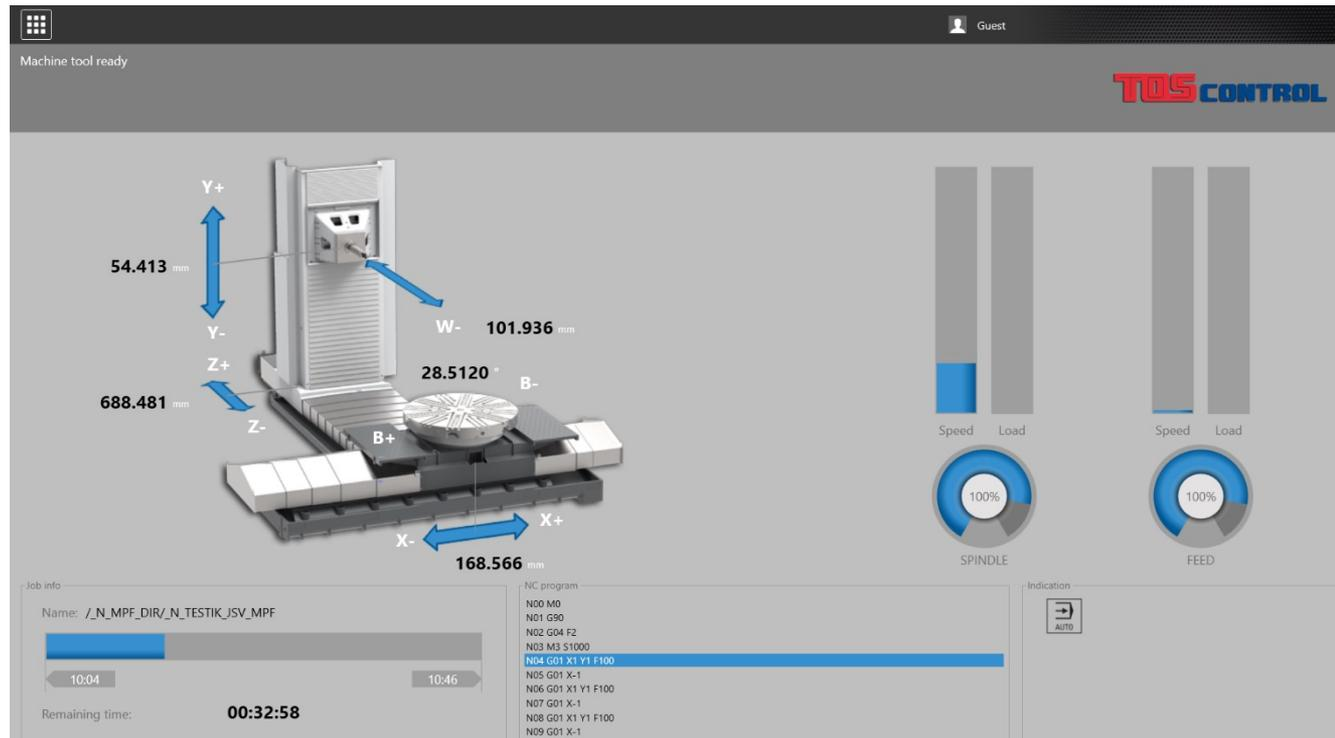 Guest
Machine tool ready
TOS CONTROL
Y+
54.413 mm
Y-
W- 101.936 mm
Z+
28.5120 °
B-
688.481 mm
Z-
B+
X+
X-
168.566 mm
Speed Load
Speed Load
100%
100%
SPINDLE
FEED
Job info
Name: /_N_MPF_DIR/_N_TESTIK_JSV_MPF
10:04
10:46
Remaining time: 00:32:58
NC program
N00 M0
N01 G90
N02 G04 F2
N03 M3 S1000
N04 G01 X1 Y1 F100
N05 G01 X-1
N06 G01 X1 Y1 F100
N07 G01 X-1
N08 G01 X1 Y1 F100
N09 G01 X-1
Indication
AUTO